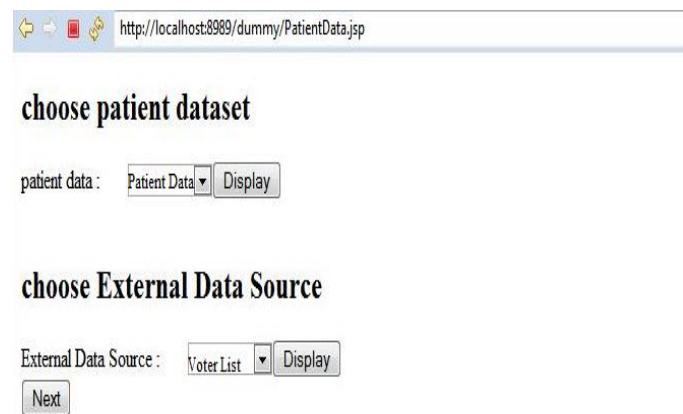 http://localhost:8989/dummy/PatientData.jsp
choose patient dataset
patient data : Patient Data Display
choose External Data Source
External Data Source : Voter List Display
Next